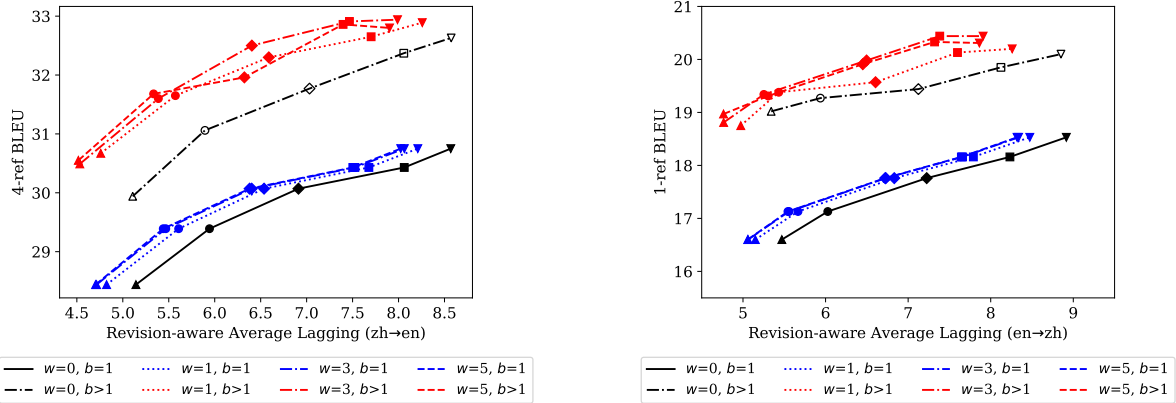 33
32
31
30
29
4-ref BLEU
4.5 5.0 5.5 6.0 6.5 7.0 7.5 8.0 8.5
Revision-aware Average Lagging (zh→en)
w=0, b=1 w=1, b=1 w=3, b=1 w=5, b=1
w=0, b>1 w=1, b>1 w=3, b>1 w=5, b>1
21
20
19
18
17
16
1-ref BLEU
5 6 7 8 9
Revision-aware Average Lagging (en→zh)
w=0, b=1 w=1, b=1 w=3, b=1 w=5, b=1
w=0, b>1 w=1, b>1 w=3, b>1 w=5, b>1